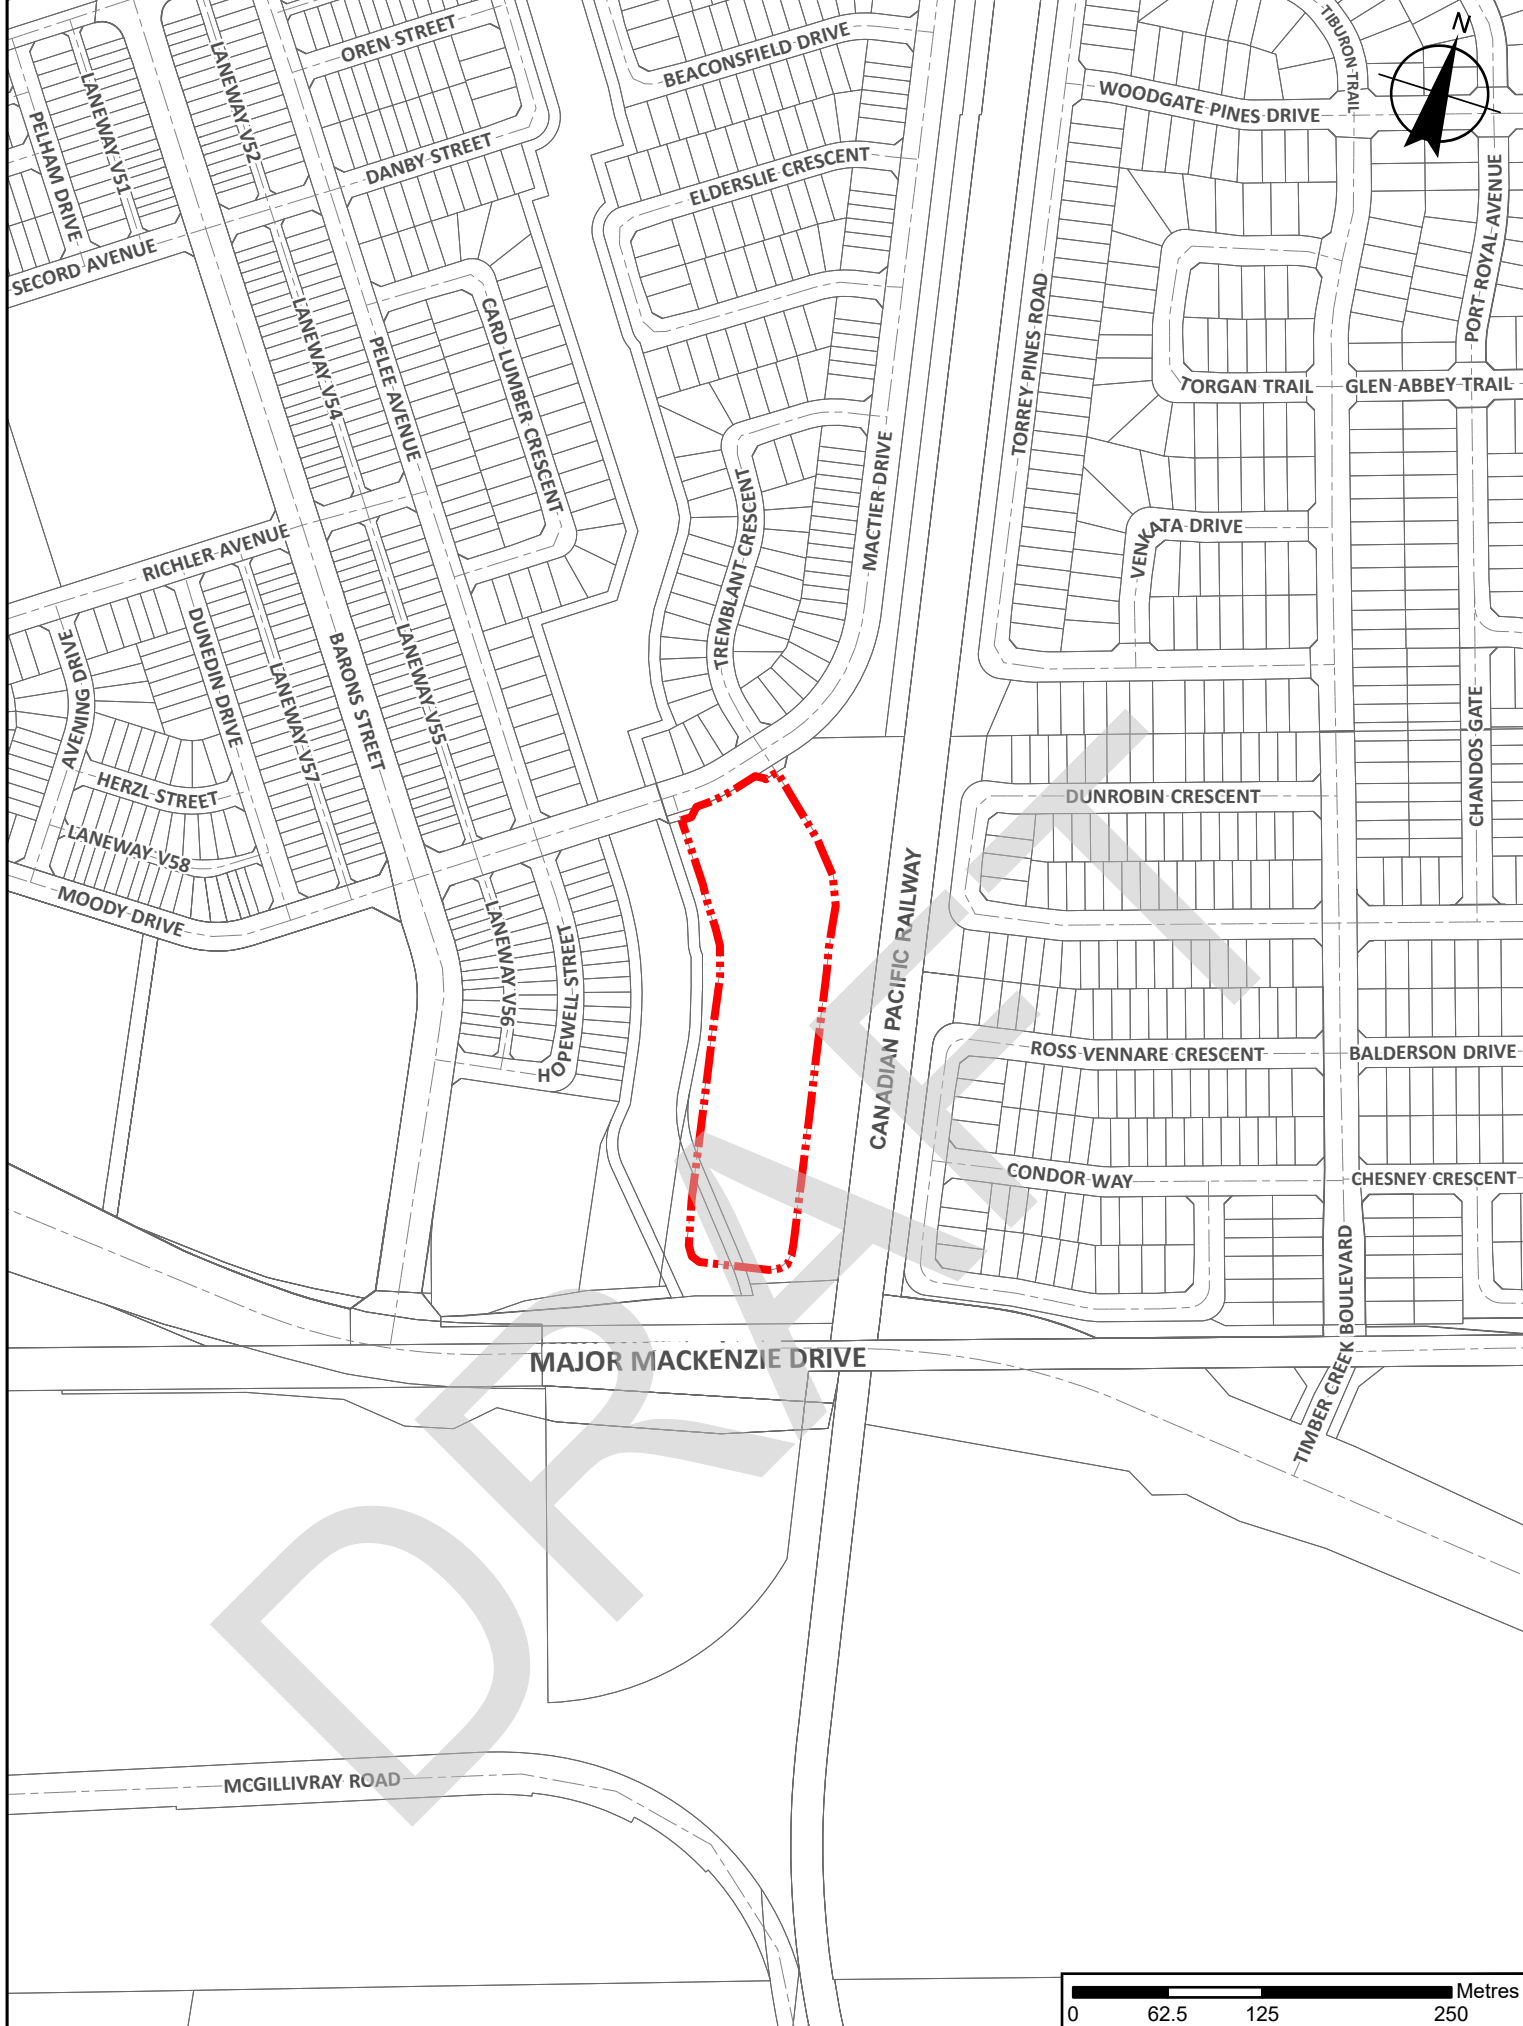 OREN STREET
BEACONSFIELD DRIVE
TIBURON TRAIL
N
LANEWAY V51
LANEWAY V52
PELHAM DRIVE
WOODGATE PINES DRIVE
DANBY STREET
ELDERSLIE CRESCENT
PORT ROYAL AVENUE
SECORD AVENUE
LANEWAY V54
PELEE AVENUE
CARD LUMBER CRESCENT
TORREY PINES ROAD
TORGAN TRAIL
GLEN ABBEY TRAIL
MACTIER DRIVE
TREMBLANT CRESCENT
VENKATA DRIVE
RICHLER AVENUE
AVENING DRIVE
DUNEDIN DRIVE
LANEWAY V57
BARONS STREET
LANEWAY V55
CHANDOS GATE
HERZL STREET
DUNROBIN CRESCENT
LANEWAY V58
MOODY DRIVE
LANEWAY V56
HOPEWELL STREET
CANADIAN PACIFIC RAILWAY
ROSS VENNARE CRESCENT
BALDERSON DRIVE
CONDOR WAY
CHESNEY CRESCENT
TIMBER CREEK BOULEVARD
MAJOR MACKENZIE DRIVE
DRAFT
MCGILLIVRAY ROAD
Metres
0 62.5 125 250